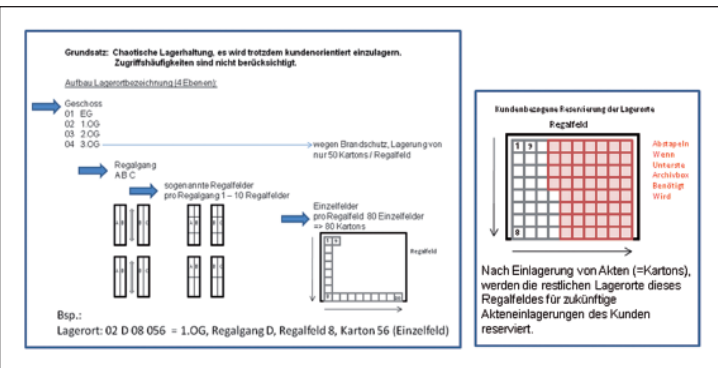 Grundsatz: Chaotische Lagerhaltung, es wird trotzdem kundenorientiert einzulagern.
Zugriffshäufigkeiten sind nicht berücksichtigt.
Aufbau Lagerortbezeichnung (4 Ebenen):
Geschoss
01 EG
02 1.OG
03 2.OG
04 3.OG
wegen Brandschutz, Lagerung von
nur 50 Kartons / Regalfeld
Regalgang
A B C
sogenannte Regalfelder
pro Regalgang 1 – 10 Regalfelder
Einzelfelder
pro Regalfeld 80 Einzelfelder
=> 80 Kartons
Regalfeld
Bsp.:
Lagerort: 02 D 08 056 = 1.OG, Regalgang D, Regalfeld 8, Karton 56 (Einzelfeld)
Kundenbezogene Reservierung der Lagerorte
Regalfeld
1 9
8
Abstapeln
Wenn
Unterste
Archivbox
Benötigt
Wird
Nach Einlagerung von Akten (=Kartons),
werden die restlichen Lagerorte dieses
Regalfeldes für zukünftige
Akteneinlagerungen des Kunden
reserviert.